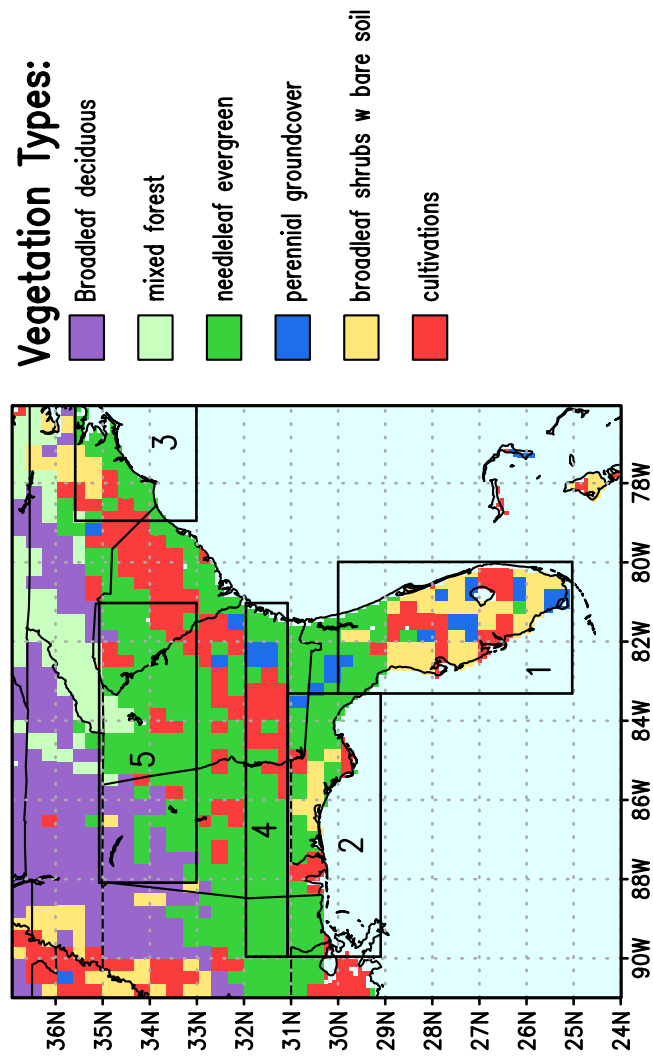 Vegetation Types:
Broadleaf deciduous
mixed forest
needleleaf evergreen
perennial groundcover
broadleaf shrubs w bare soil
cultivations
36N
35N
34N
33N
32N
31N
30N
29N
28N
27N
26N
25N
24N
90W
88W
86W
84W
82W
80W
78W
1
2
3
4
5